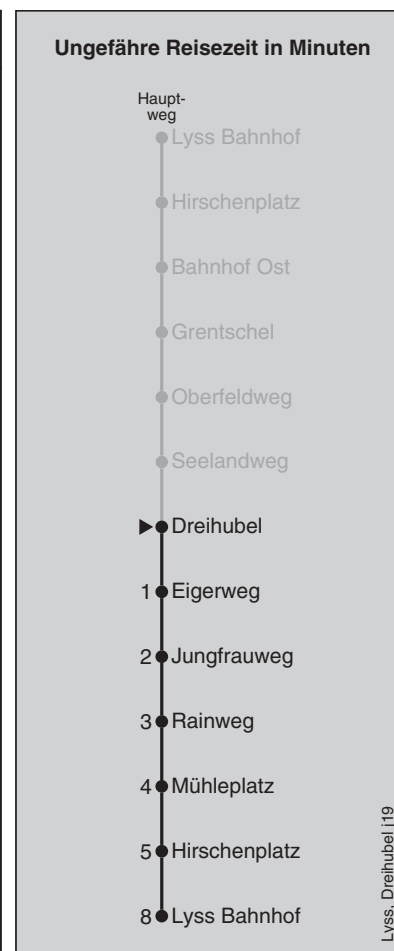 Ungefähre Reisezeit in Minuten
Haupt-
weg
Lyss Bahnhof
Hirschenplatz
Bahnhof Ost
Grentschel
Oberfeldweg
Seelandweg
Dreihubel
1 Eigerweg
2 Jungfrauweg
3 Rainweg
4 Mühleplatz
5 Hirschenplatz
8 Lyss Bahnhof
Lyss, Dreihubel i19